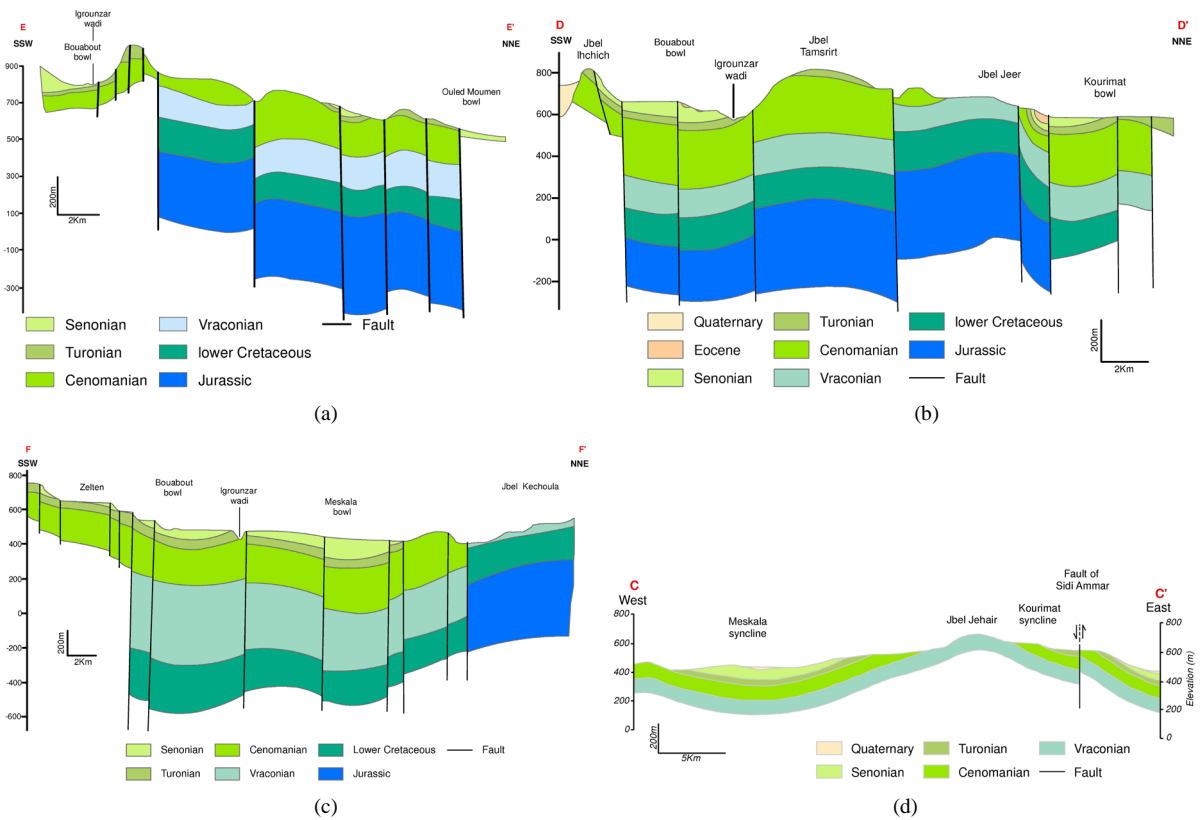 E
SSW
Igrounzar
wadi
Bouabout
bowl
E'
NNE
Ouled Moumen
bowl
900
700
500
300
100
-100
-300
200m
2Km
Senonian
Vraconian
Fault
Turonian
lower Cretaceous
Cenomanian
Jurassic
(a)
D
SSW
Jbel
Ihchich
Bouabout
bowl
Igrounzar
wadi
Jbel
Tamsrirt
Jbel Jeer
Kourimat
bowl
D'
NNE
800
600
400
200
0
-200
200m
2Km
Quaternary
Turonian
lower Cretaceous
Eocene
Cenomanian
Jurassic
Senonian
Vraconian
Fault
(b)
F
SSW
Zelten
Bouabout
bowl
Igrounzar
wadi
Meskala
bowl
Jbel Kechoula
F'
NNE
800
600
400
200
0
-200
-400
-600
200m
2Km
Senonian
Cenomanian
Lower Cretaceous
Fault
Turonian
Vraconian
Jurassic
(c)
C
West
Meskala
syncline
Jbel Jehair
Kourimat
syncline
Fault of
Sidi Ammar
C'
East
800
600
400
200
0
800
600
400
200
0
Elevation (m)
200m
5Km
Quaternary
Turonian
Vraconian
Senonian
Cenomanian
Fault
(d)